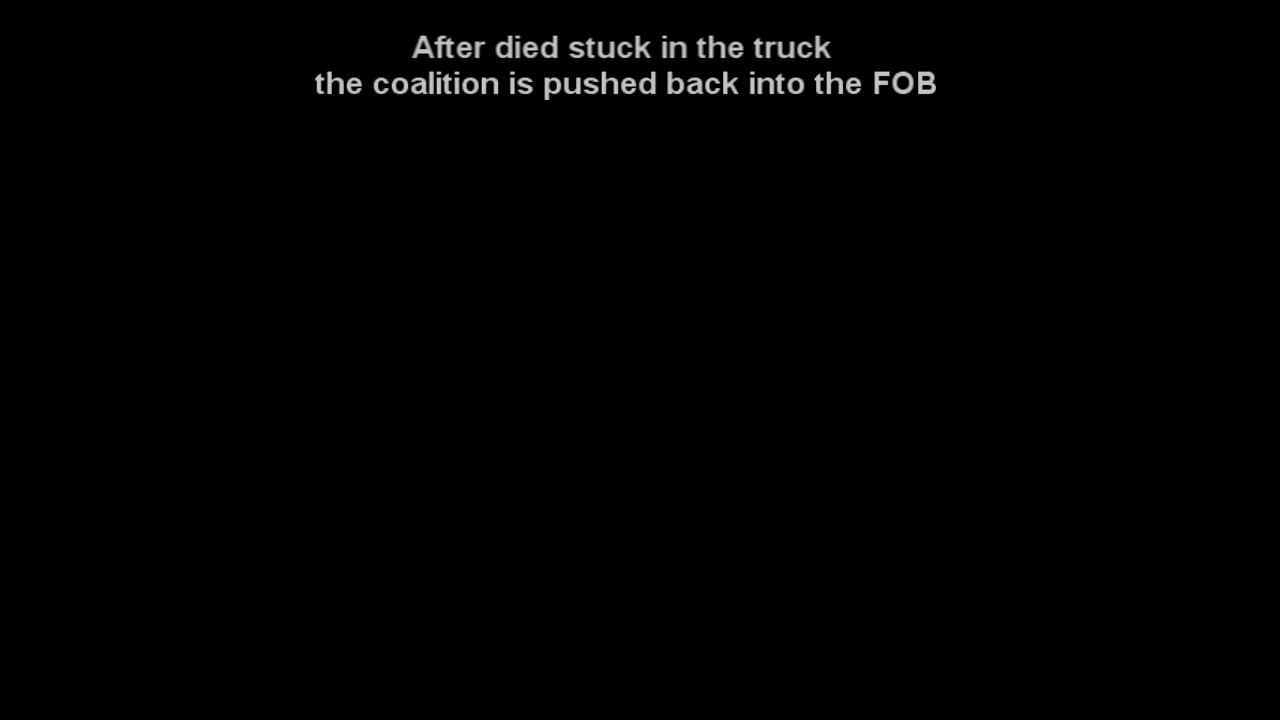 After died stuck in the truck
the coalition is pushed back into the FOB